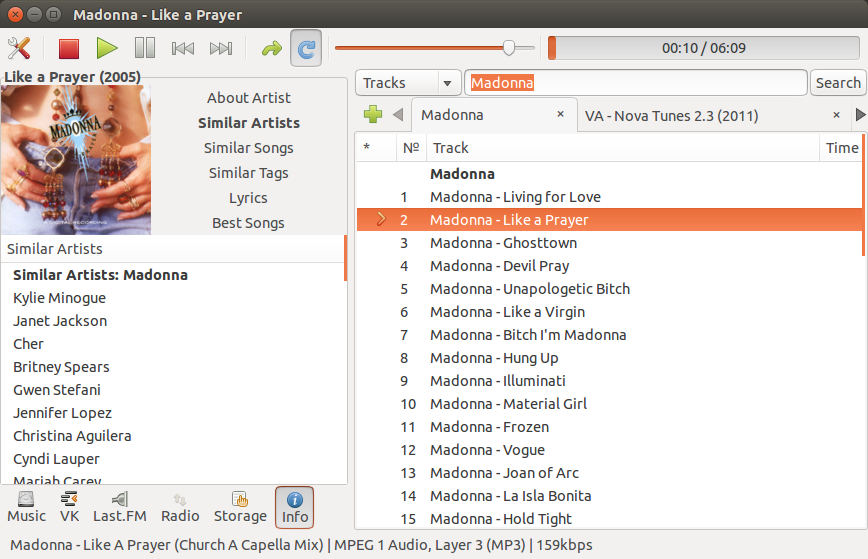 Madonna - Like a Prayer
00:10 / 06:09
Like a Prayer (2005)
MADONNA
About Artist
Similar Artists
Similar Songs
Similar Tags
Lyrics
Best Songs
Similar Artists
Similar Artists: Madonna
Kylie Minogue
Janet Jackson
Cher
Britney Spears
Gwen Stefani
Jennifer Lopez
Christina Aguilera
Cyndi Lauper
Mariah Carey
Music VK Last.FM Radio Storage Info
Tracks Madonna Search
Madonna × VA - Nova Tunes 2.3 (2011) ×
* Nº Track Time
Madonna
1 Madonna - Living for Love
2 Madonna - Like a Prayer
3 Madonna - Ghosttown
4 Madonna - Devil Pray
5 Madonna - Unapologetic Bitch
6 Madonna - Like a Virgin
7 Madonna - Bitch I'm Madonna
8 Madonna - Hung Up
9 Madonna - Illuminati
10 Madonna - Material Girl
11 Madonna - Frozen
12 Madonna - Vogue
13 Madonna - Joan of Arc
14 Madonna - La Isla Bonita
15 Madonna - Hold Tight
Madonna - Like A Prayer (Church A Capella Mix) | MPEG 1 Audio, Layer 3 (MP3) | 159kbps